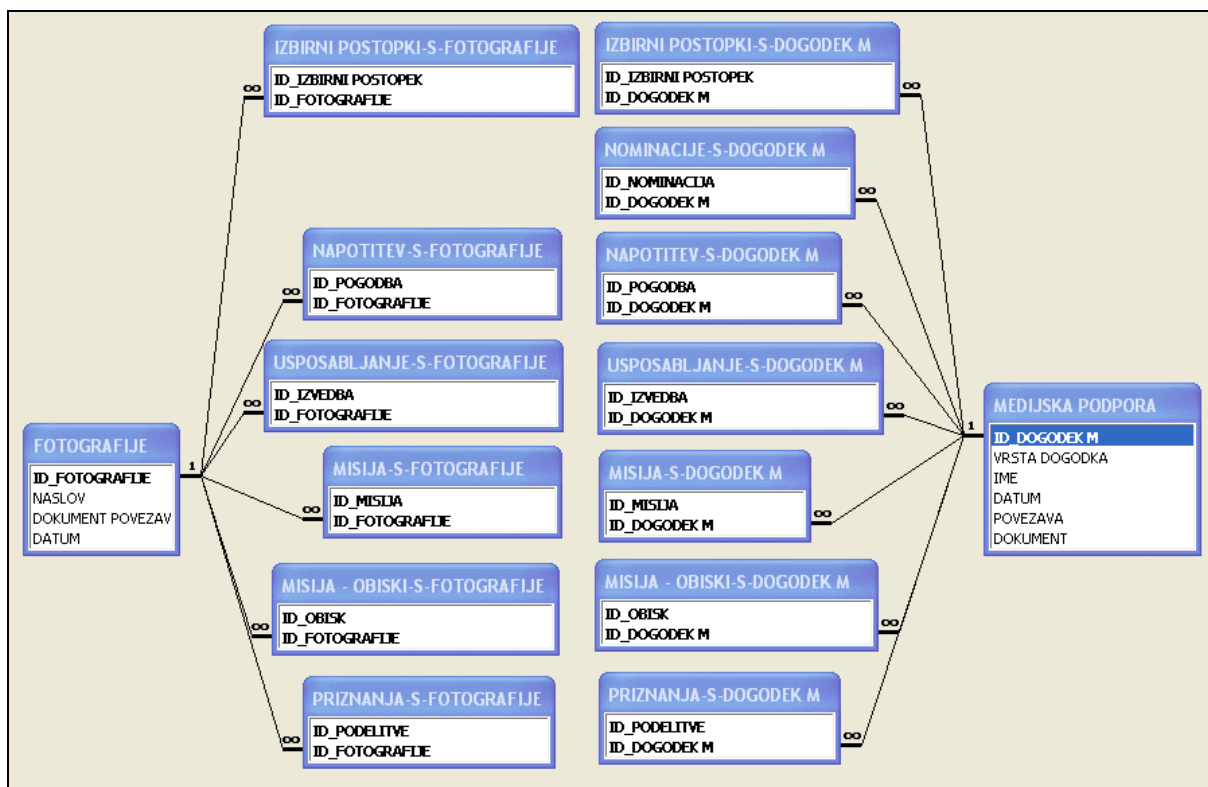 IZBIRNI POSTOPKI-S-FOTOGRAFIJE
ID_IZBIRNI POSTOPEK
ID_FOTOGRAFIJE
∞
IZBIRNI POSTOPKI-S-DOGODEK M
ID_IZBIRNI POSTOPEK
ID_DOGODEK M
∞
NOMINACIJE-S-DOGODEK M
ID_NOMINACIJA
ID_DOGODEK M
∞
NAPOTITEV-S-FOTOGRAFIJE
ID_POGODBA
ID_FOTOGRAFIJE
∞
NAPOTITEV-S-DOGODEK M
ID_POGODBA
ID_DOGODEK M
∞
USPOSABLJANJE-S-FOTOGRAFIJE
ID_IZVEDBA
ID_FOTOGRAFIJE
∞
USPOSABLJANJE-S-DOGODEK M
ID_IZVEDBA
ID_DOGODEK M
∞
FOTOGRAFIJE
ID_FOTOGRAFIJE
NASLOV
DOKUMENT POVEZAV
DATUM
1
MEDIJSKA PODPORA
ID_DOGODEK M
VRSTA DOGODKA
IME
DATUM
POVEZAVA
DOKUMENT
1
MISIJA-S-FOTOGRAFIJE
ID_MISIJA
ID_FOTOGRAFIJE
∞
MISIJA-S-DOGODEK M
ID_MISIJA
ID_DOGODEK M
∞
MISIJA - OBISKI-S-FOTOGRAFIJE
ID_OBISK
ID_FOTOGRAFIJE
∞
MISIJA - OBISKI-S-DOGODEK M
ID_OBISK
ID_DOGODEK M
∞
PRIZNANJA-S-FOTOGRAFIJE
ID_PODELITVE
ID_FOTOGRAFIJE
∞
PRIZNANJA-S-DOGODEK M
ID_PODELITVE
ID_DOGODEK M
∞